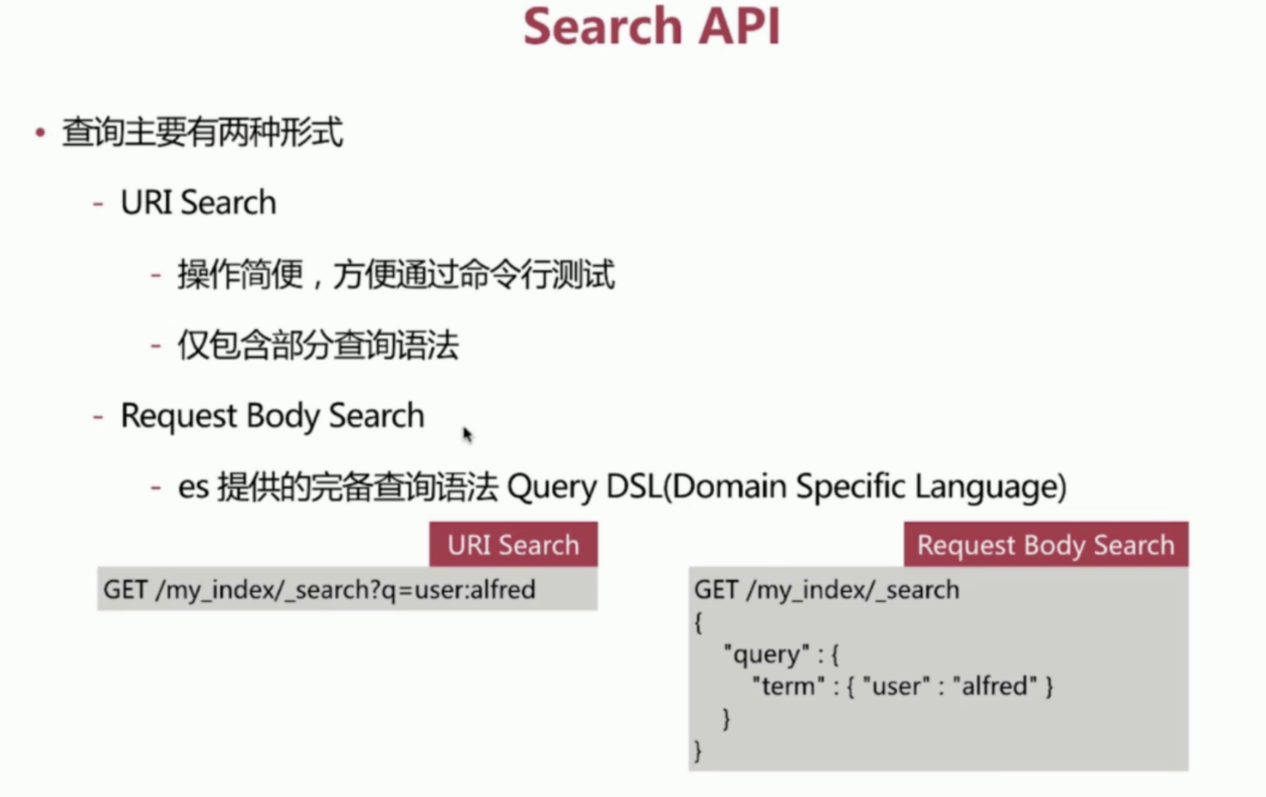 Search API
• 查询主要有两种形式
- URI Search
- 操作简便，方便通过命令行测试
- 仅包含部分查询语法
- Request Body Search
- es 提供的完备查询语法 Query DSL(Domain Specific Language)
URI Search
GET /my_index/_search?q=user:alfred
Request Body Search
GET /my_index/_search
{
"query" : {
"term" : { "user" : "alfred" }
}
}